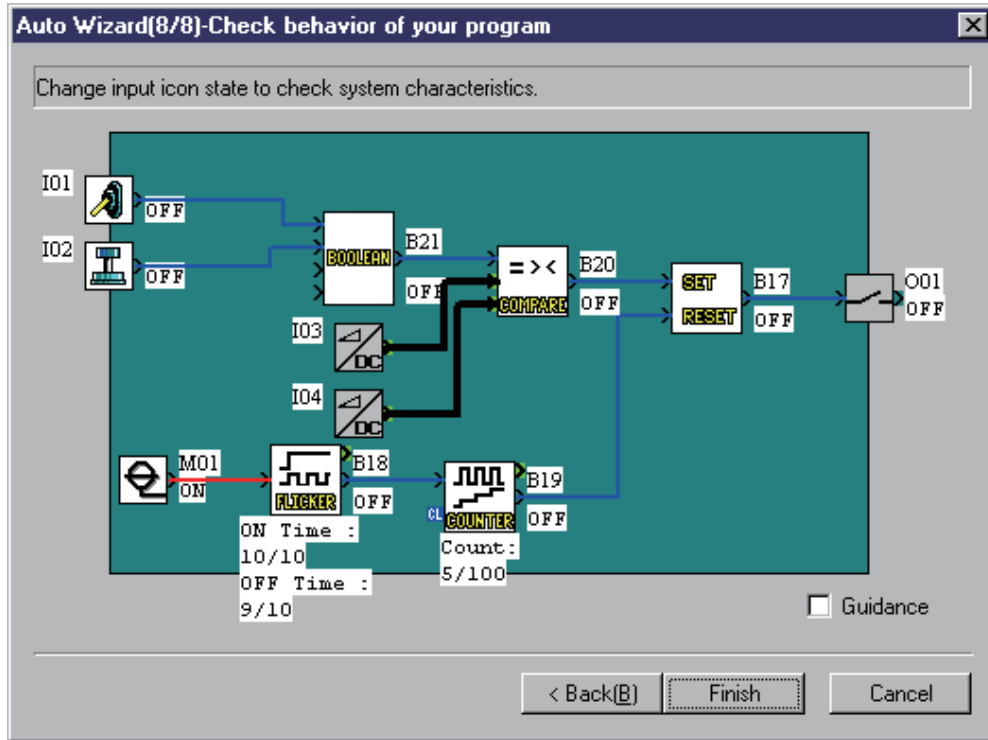 Auto Wizard(8/8)-Check behavior of your program
Change input icon state to check system characteristics.
I01
OFF
I02
OFF
BOOLEAN
B21
OFF
=><
COMPARE
B20
OFF
SET
RESET
B17
OFF
O01
OFF
I03
DC
I04
DC
M01
ON
FLICKER
B18
OFF
ON Time :
10/10
OFF Time :
9/10
CL
COUNTER
B19
OFF
Count:
5/100
Guidance
< Back(B)
Finish
Cancel